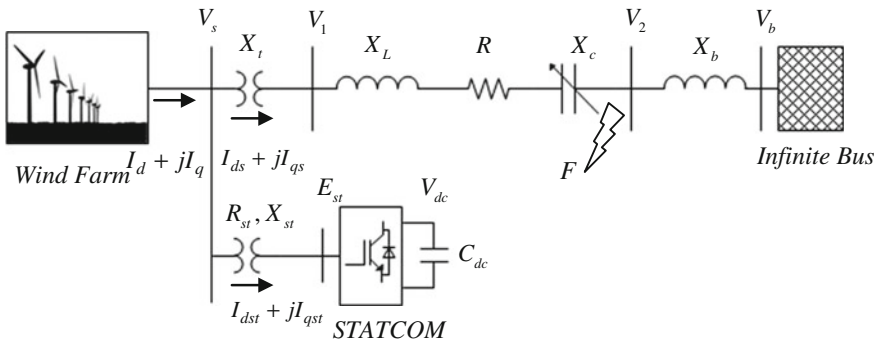 V_s
V_1
V_2
V_b
X_t
X_L
R
X_c
X_b
I_d + jI_q
I_ds + jI_qs
Wind Farm
F
Infinite Bus
E_st
V_dc
R_st, X_st
C_dc
I_dst + jI_qst
STATCOM